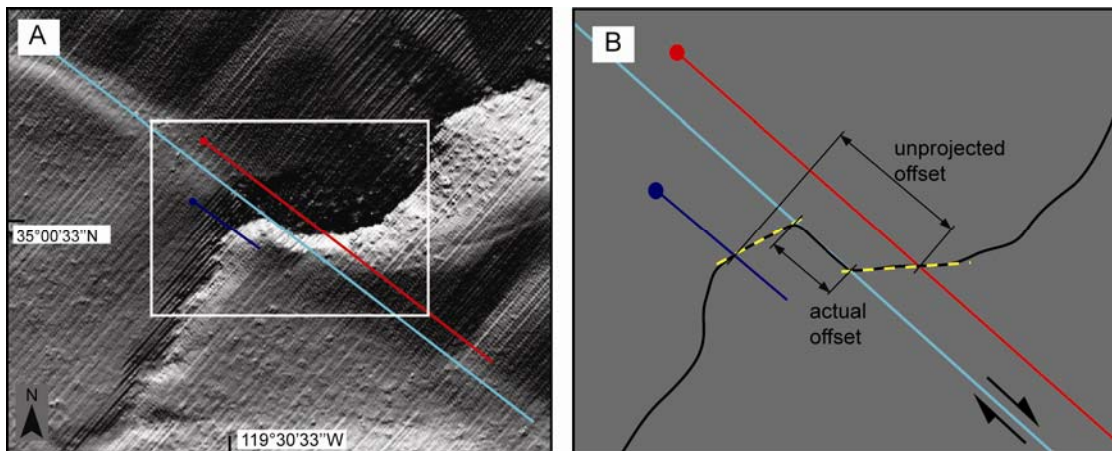 A
35°00'33"N
N
119°30'33"W
B
unprojected
offset
actual
offset